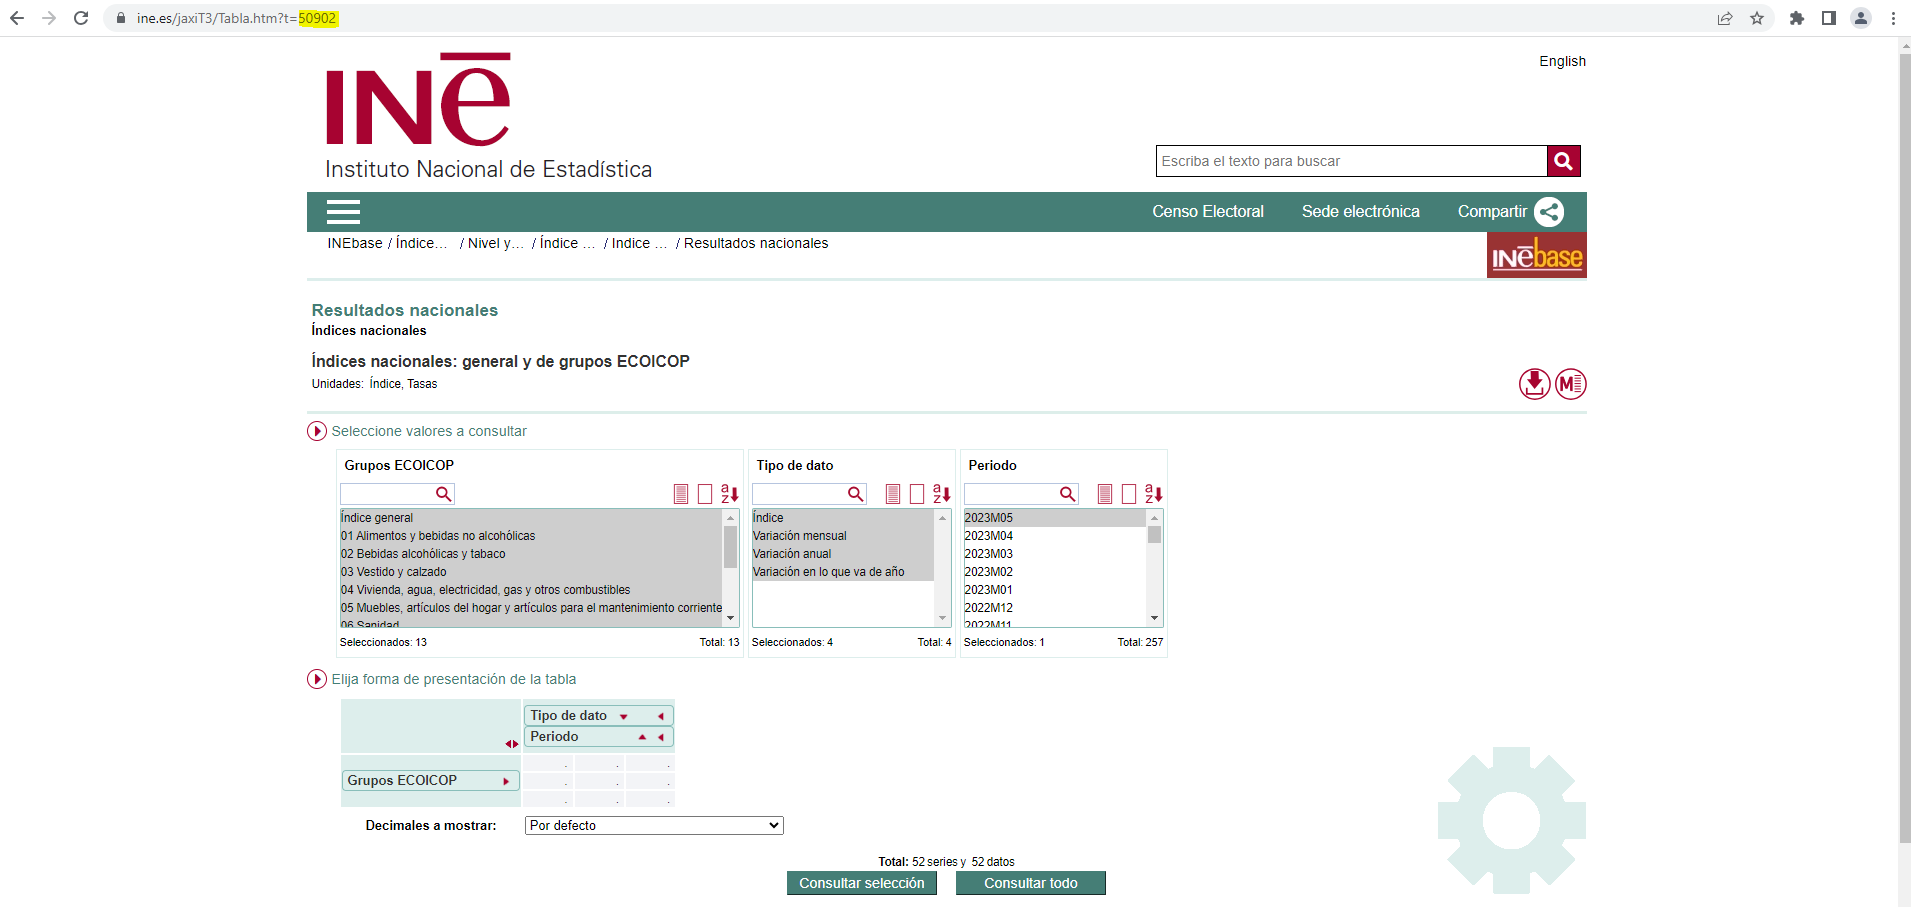 ine.es/jaxiT3/Tabla.htm?t=50902
INe
Instituto Nacional de Estadística
English
Escriba el texto para buscar
Censo Electoral Sede electrónica Compartir
INEbase / Índice... / Nivel y... / Índice ... / Indice ... / Resultados nacionales
INebase
Resultados nacionales
Índices nacionales
Índices nacionales: general y de grupos ECOICOP
Unidades: Índice, Tasas
M
Seleccione valores a consultar
Grupos ECOICOP
a
z
Índice general
01 Alimentos y bebidas no alcohólicas
02 Bebidas alcohólicas y tabaco
03 Vestido y calzado
04 Vivienda, agua, electricidad, gas y otros combustibles
05 Muebles, artículos del hogar y artículos para el mantenimiento corriente
06 Sanidad
Seleccionados: 13 Total: 13
Tipo de dato
a
z
Índice
Variación mensual
Variación anual
Variación en lo que va de año
Seleccionados: 4 Total: 4
Periodo
a
z
2023M05
2023M04
2023M03
2023M02
2023M01
2022M12
2022M11
Seleccionados: 1 Total: 257
Elija forma de presentación de la tabla
Tipo de dato
Periodo
Grupos ECOICOP
Decimales a mostrar: Por defecto
Total: 52 series y 52 datos
Consultar selección Consultar todo